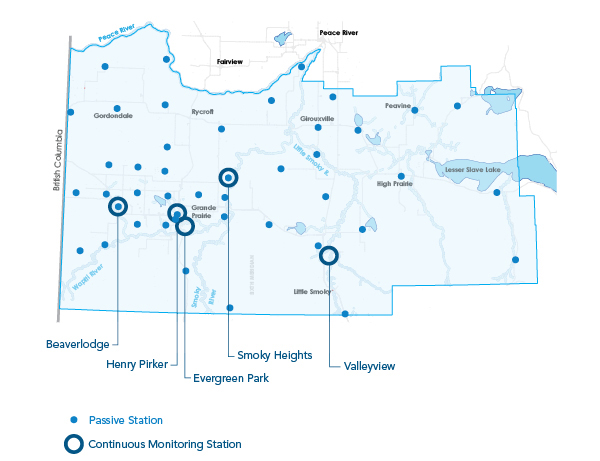 Peace River
Peace River
Fairview
Gordondale
Rycroft
Girouxville
Peavine
British Columbia
Little Smoky R.
Lesser Slave Lake
High Prairie
Grande
Prairie
Wapiti River
Smoky
River
Little Smoky
Beaverlodge
Henry Pirker
Evergreen Park
Smoky Heights
Valleyview
Passive Station
Continuous Monitoring Station